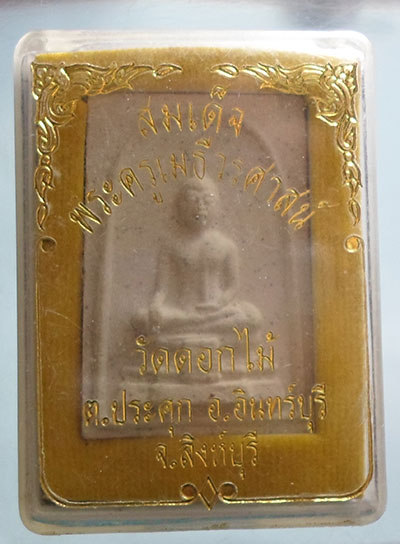 สมเด็จ
พระครูเมธีวรศาสน์
วัดดอกไม้
ต.ประศุก อ.อินทร์บุรี
จ.สิงห์บุรี